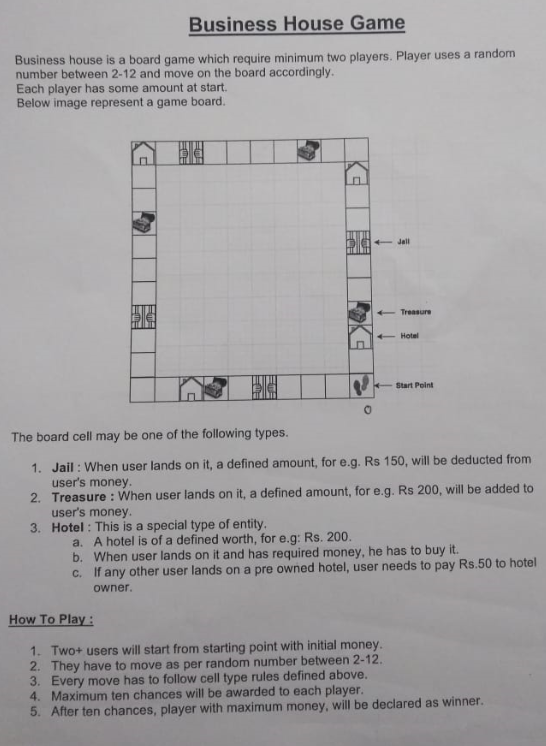 Business House Game
Business house is a board game which require minimum two players. Player uses a random
number between 2-12 and move on the board accordingly.
Each player has some amount at start.
Below image represent a game board.
Jail
Treasure
Hotel
Start Point
The board cell may be one of the following types.
1. Jail : When user lands on it, a defined amount, for e.g. Rs 150, will be deducted from
user's money.
2. Treasure : When user lands on it, a defined amount, for e.g. Rs 200, will be added to
user's money.
3. Hotel : This is a special type of entity.
a. A hotel is of a defined worth, for e.g: Rs. 200.
b. When user lands on it and has required money, he has to buy it.
c. If any other user lands on a pre owned hotel, user needs to pay Rs.50 to hotel
owner.
How To Play :
1. Two+ users will start from starting point with initial money.
2. They have to move as per random number between 2-12.
3. Every move has to follow cell type rules defined above.
4. Maximum ten chances will be awarded to each player.
5. After ten chances, player with maximum money, will be declared as winner.